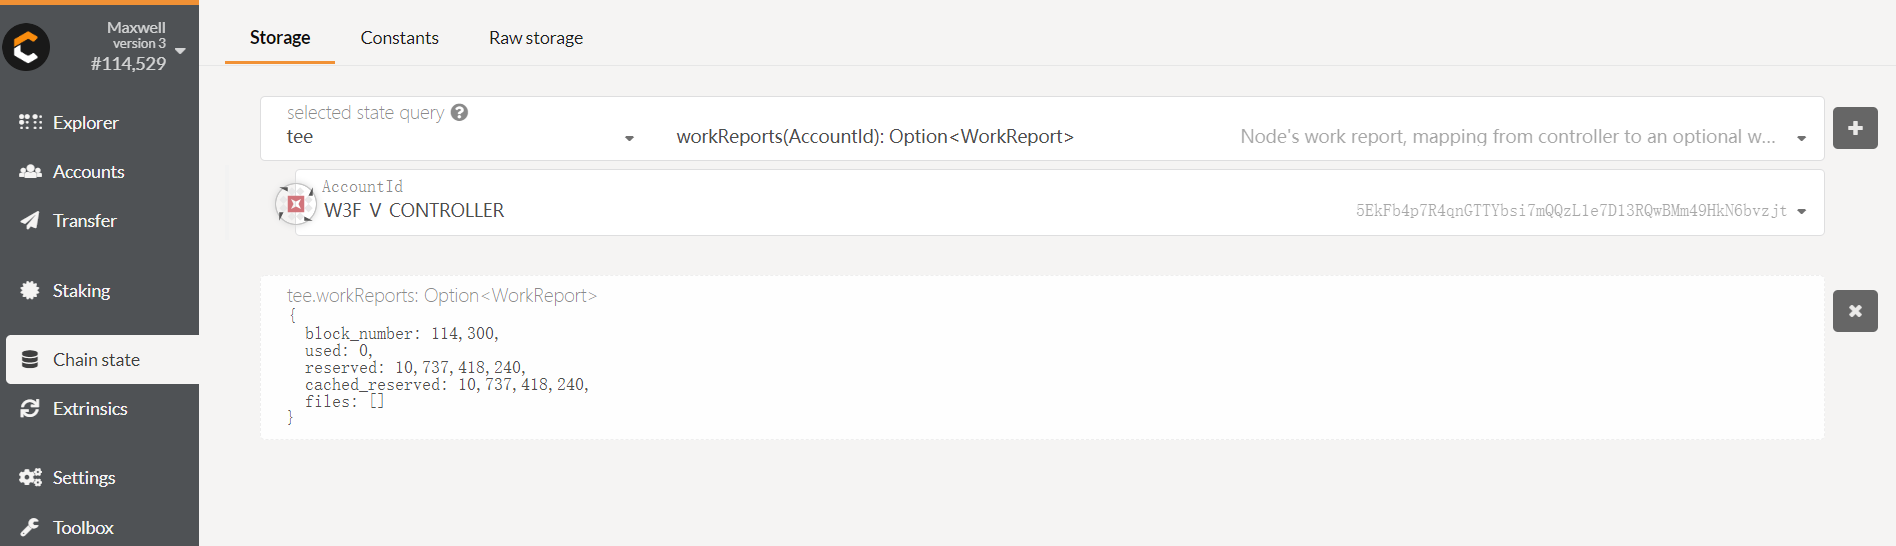 Maxwell
version 3
#114,529
Explorer
Accounts
Transfer
Staking
Chain state
Extrinsics
Settings
Toolbox
Storage Constants Raw storage
selected state query
tee workReports(AccountId): Option<WorkReport> Node's work report, mapping from controller to an optional w...
AccountId
W3F V CONTROLLER 5EkFb4p7R4qnGTTYbsi7mQQzL1e7D13RQwBMm49HkN6bvzjt
tee.workReports: Option<WorkReport>
{
block_number: 114,300,
used: 0,
reserved: 10,737,418,240,
cached_reserved: 10,737,418,240,
files: []
}